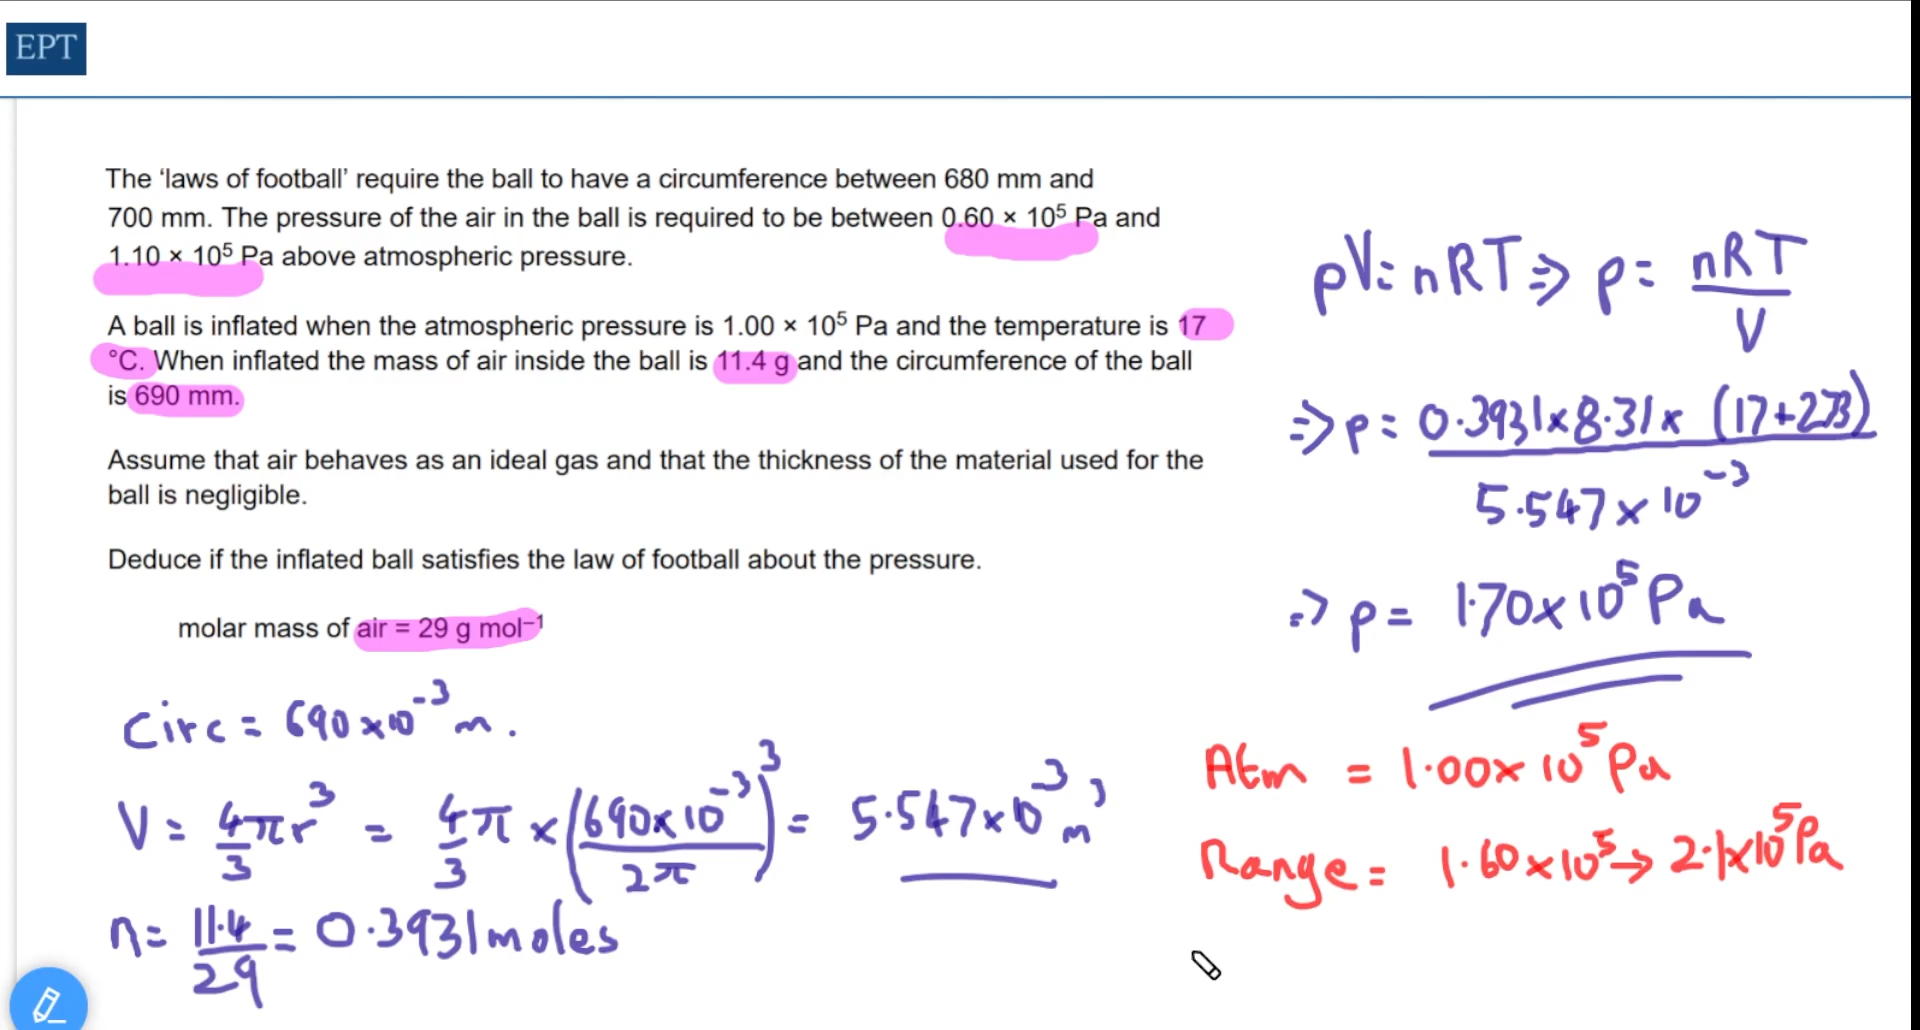 EPT
The ‘laws of football’ require the ball to have a circumference between 680 mm and
700 mm. The pressure of the air in the ball is required to be between 0.60 × 10⁵ Pa and
1.10 × 10⁵ Pa above atmospheric pressure.
A ball is inflated when the atmospheric pressure is 1.00 × 10⁵ Pa and the temperature is 17
°C. When inflated the mass of air inside the ball is 11.4 g and the circumference of the ball
is 690 mm.
Assume that air behaves as an ideal gas and that the thickness of the material used for the
ball is negligible.
Deduce if the inflated ball satisfies the law of football about the pressure.
molar mass of air = 29 g mol⁻¹
Circ = 690×10⁻³ m.
V = 4/3 πr³ = 4/3 π × (690×10⁻³/2π)³ = 5.547×10⁻³ m³
n = 11.4/29 = 0.3931 moles
pV = nRT ⇒ p = nRT/V
⇒ p = 0.3931×8.31×(17+273)/5.547×10⁻³
⇒ p = 1.70×10⁵ Pa
Atm = 1.00×10⁵ Pa
Range = 1.60×10⁵ → 2.1×10⁵ Pa